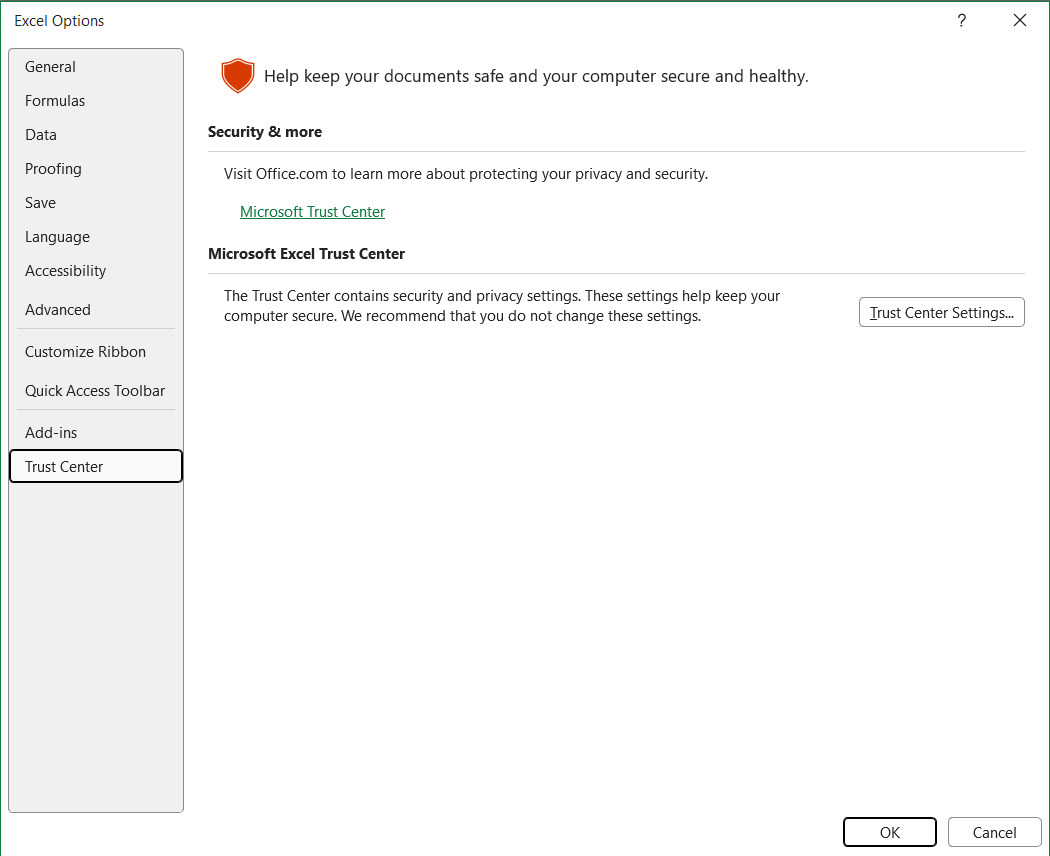 Excel Options
?
General
Formulas
Data
Proofing
Save
Language
Accessibility
Advanced
Customize Ribbon
Quick Access Toolbar
Add-ins
Trust Center
Help keep your documents safe and your computer secure and healthy.
Security & more
Visit Office.com to learn more about protecting your privacy and security.
Microsoft Trust Center
Microsoft Excel Trust Center
The Trust Center contains security and privacy settings. These settings help keep your
computer secure. We recommend that you do not change these settings.
Trust Center Settings...
OK
Cancel